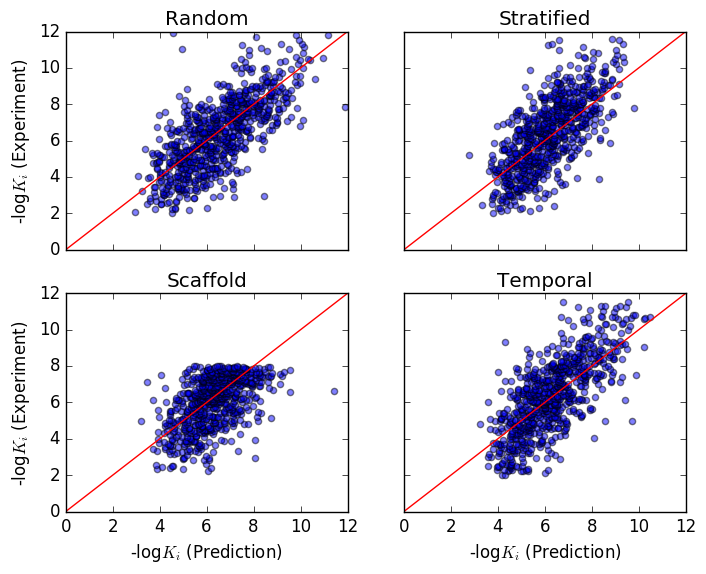 Random
Stratified
12
10
8
6
4
2
0
-logKi (Experiment)
Scaffold
Temporal
12
10
8
6
4
2
0
-logKi (Experiment)
0 2 4 6 8 10 12
0 2 4 6 8 10 12
-logKi (Prediction)
-logKi (Prediction)